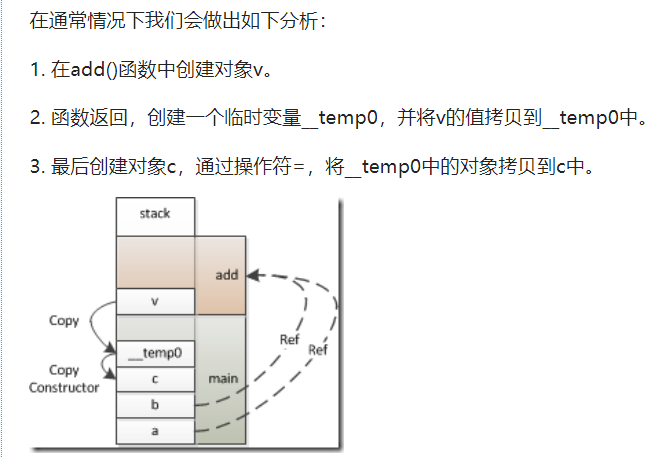 在通常情况下我们会做出如下分析：
1. 在add()函数中创建对象v。
2. 函数返回，创建一个临时变量__temp0，并将v的值拷贝到__temp0中。
3. 最后创建对象c，通过操作符=，将__temp0中的对象拷贝到c中。
stack
add
v
Copy
__temp0
Ref
Ref
Copy
Constructor
c
main
b
a